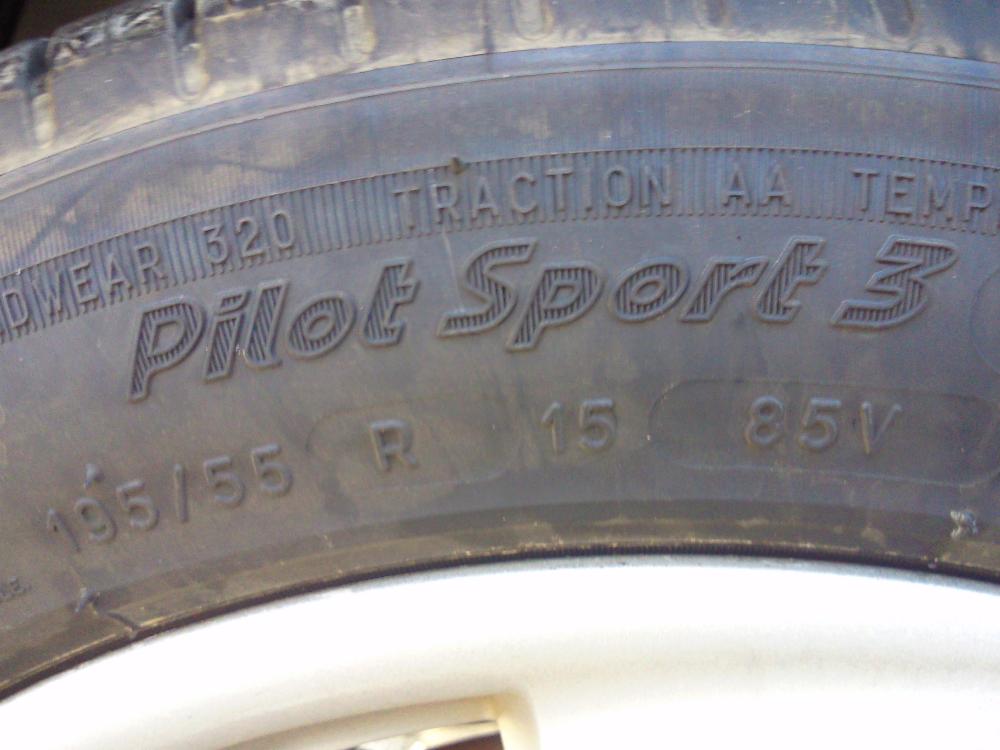 DWEAR 320 TRACTION AA TEMP
Pilot Sport 3
195/55 R 15 85V